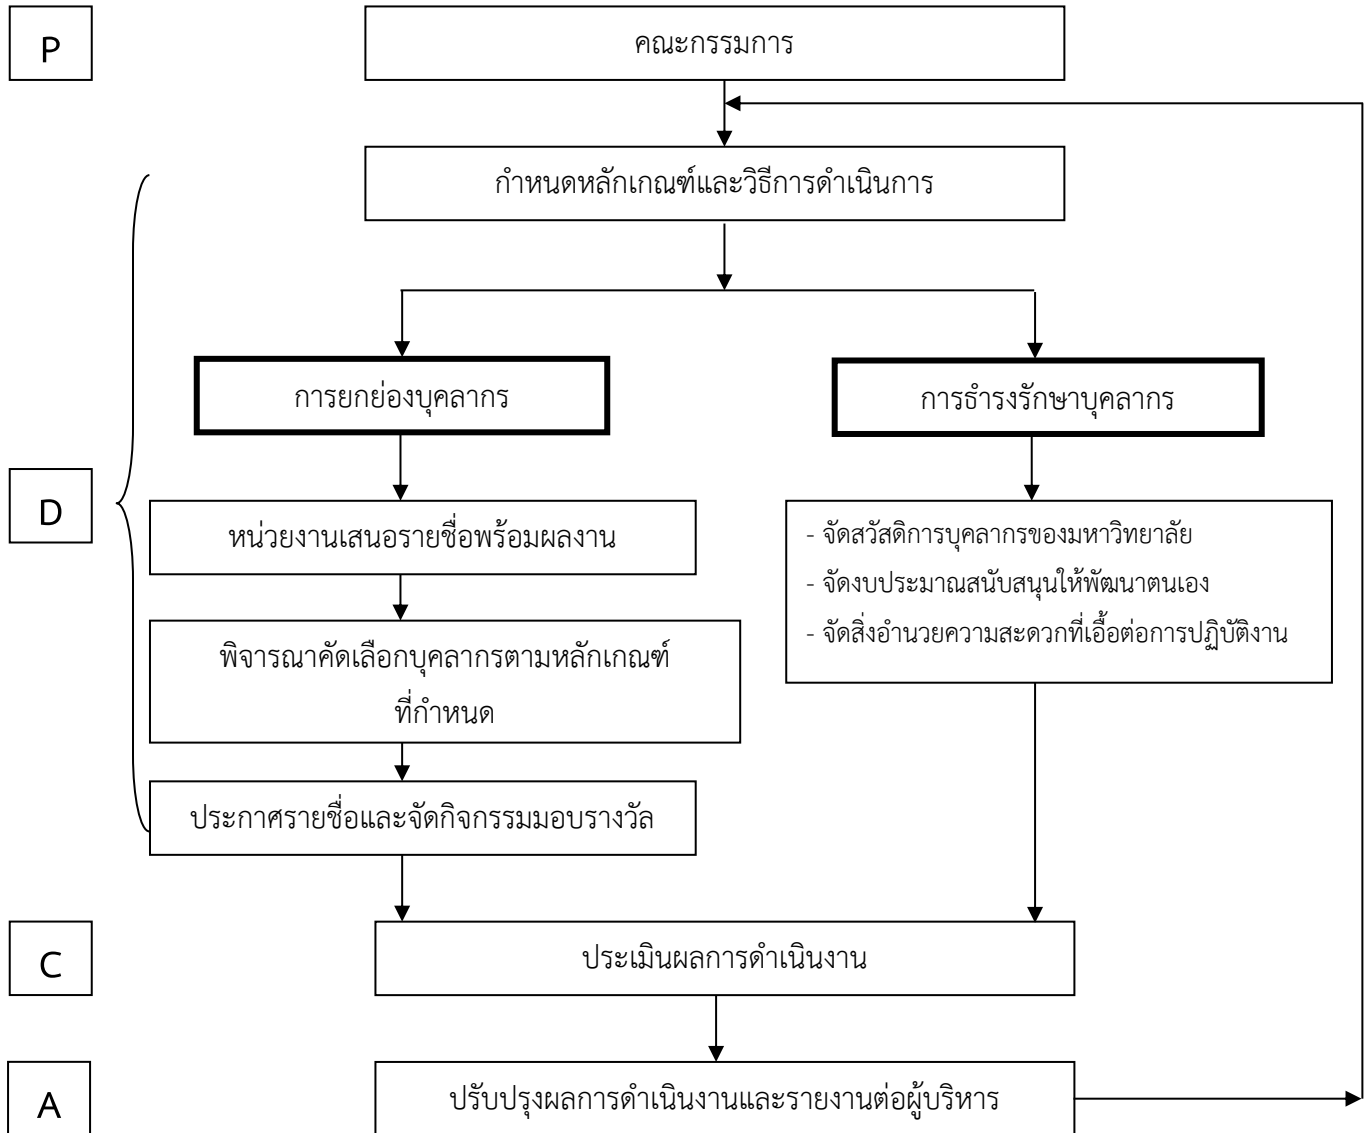 P
คณะกรรมการ
กำหนดหลักเกณฑ์และวิธีการดำเนินการ
การยกย่องบุคลากร
การธำรงรักษาบุคลากร
D
หน่วยงานเสนอรายชื่อพร้อมผลงาน
พิจารณาคัดเลือกบุคลากรตามหลักเกณฑ์
ที่กำหนด
ประกาศรายชื่อและจัดกิจกรรมมอบรางวัล
- จัดสวัสดิการบุคลากรของมหาวิทยาลัย
- จัดงบประมาณสนับสนุนให้พัฒนาตนเอง
- จัดสิ่งอำนวยความสะดวกที่เอื้อต่อการปฏิบัติงาน
C
ประเมินผลการดำเนินงาน
A
ปรับปรุงผลการดำเนินงานและรายงานต่อผู้บริหาร